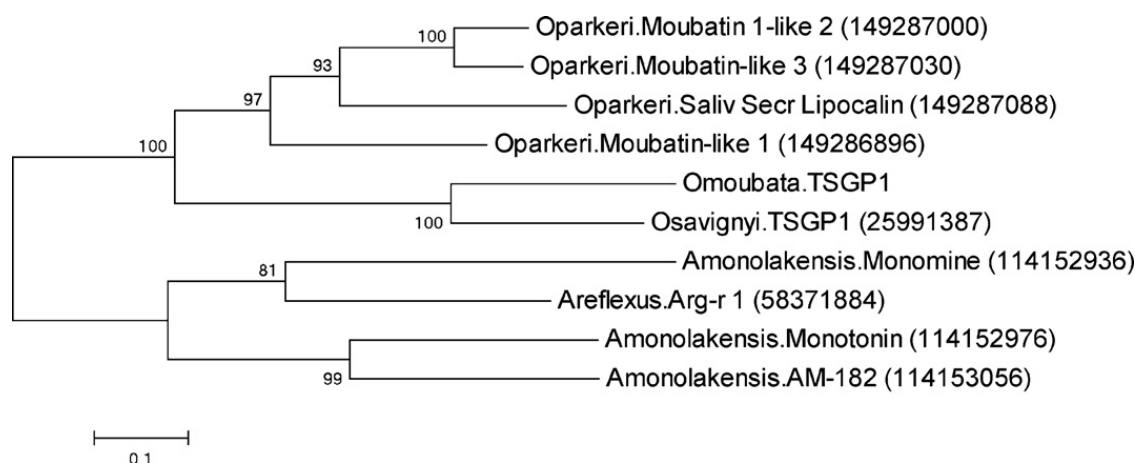 Oparkeri.Moubatin 1-like 2 (149287000)
100
Oparkeri.Moubatin-like 3 (149287030)
93
97
Oparkeri.Saliv Secr Lipocalin (149287088)
100
Oparkeri.Moubatin-like 1 (149286896)
Omoubata.TSGP1
100
Osavignyi.TSGP1 (25991387)
81
Amonolakensis.Monomine (114152936)
Areflexus.Arg-r 1 (58371884)
Amonolakensis.Monotonin (114152976)
99
Amonolakensis.AM-182 (114153056)
0.1